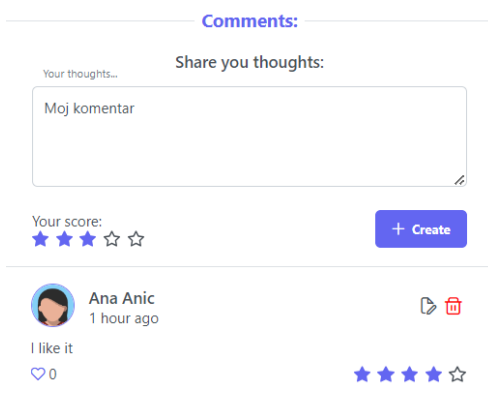 Comments:
Share you thoughts:
Your thoughts...
Moj komentar
Your score:
Create
Ana Anic
1 hour ago
I like it
0